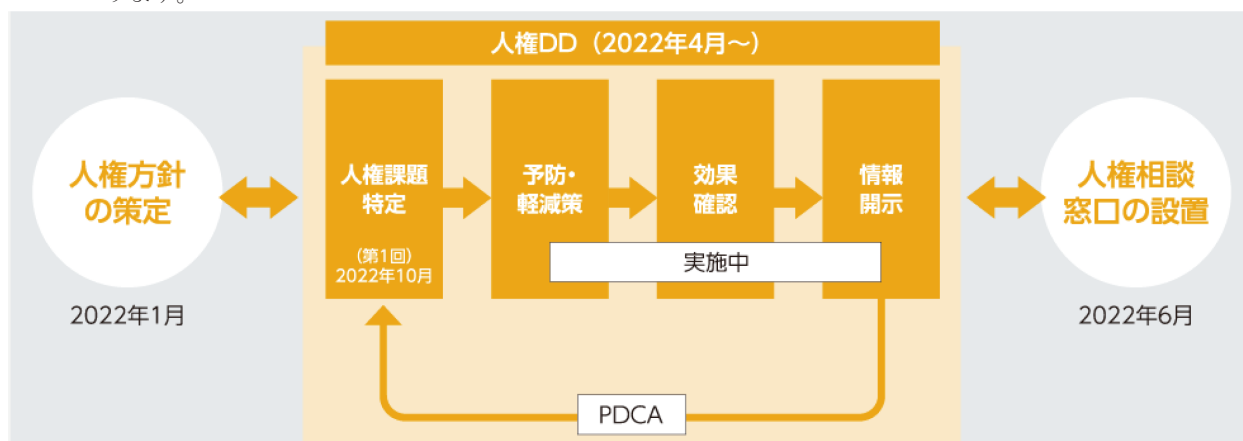 ります。
人権DD（2022年4月～）
人権方針
の策定
2022年1月
人権課題
特定
（第1回）
2022年10月
予防・
軽減策
効果
確認
情報
開示
実施中
PDCA
人権相談
窓口の設置
2022年6月